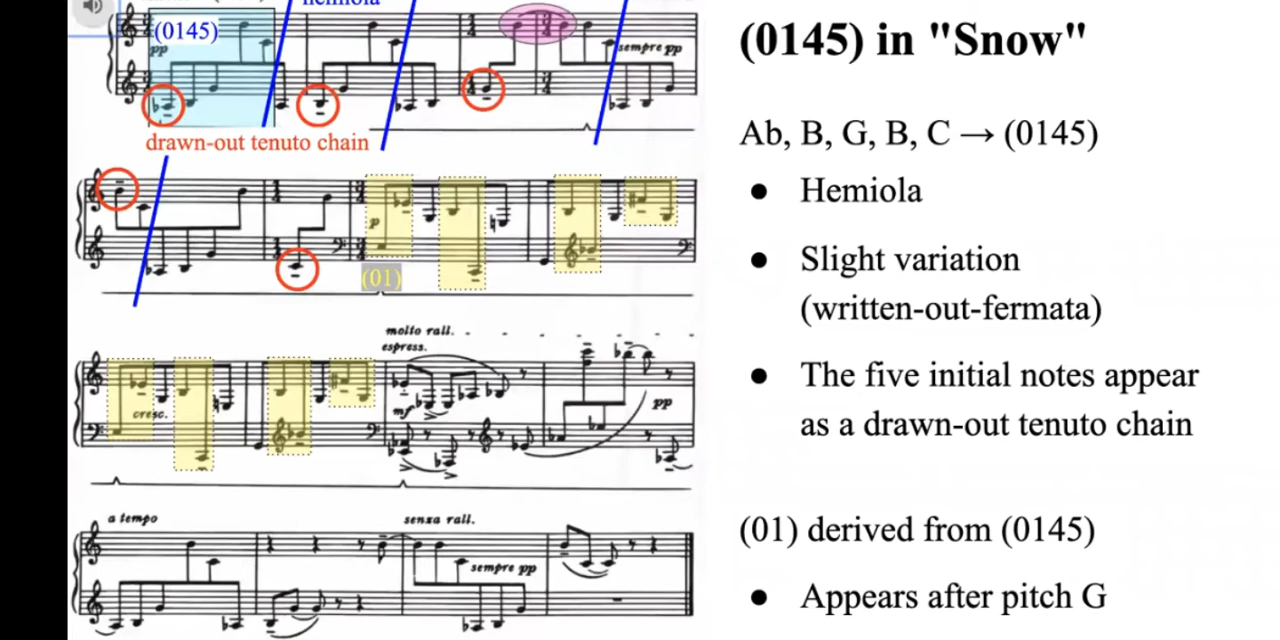 hemiola
(0145)
pp
sempre pp
drawn-out tenuto chain
p
(01)
molto rall.
espress.
cresc.
mf
pp
a tempo
senza rall.
sempre pp
(0145) in "Snow"
Ab, B, G, B, C → (0145)
● Hemiola
● Slight variation
(written-out-fermata)
● The five initial notes appear
as a drawn-out tenuto chain
(01) derived from (0145)
● Appears after pitch G